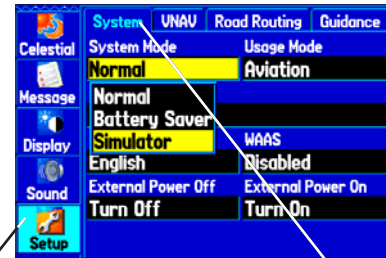 System VNAV Road Routing Guidance
Celestial
System Mode Usage Mode
Normal Aviation
Message
Normal
Battery Saver
Simulator WAAS
Display
English Disabled
External Power Off External Power On
Sound
Turn Off Turn On
Setup